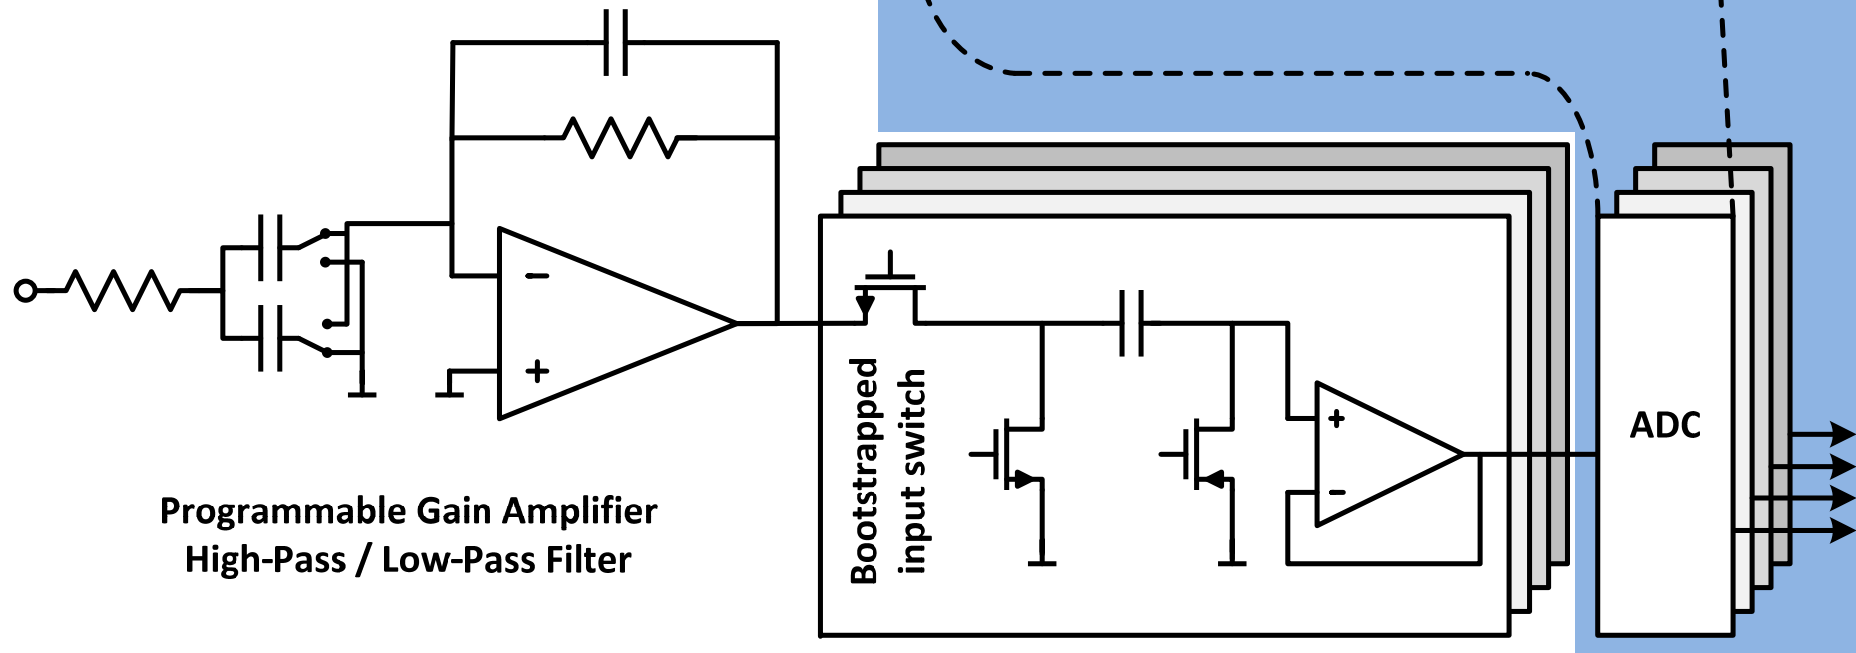 Programmable Gain Amplifier
High-Pass / Low-Pass Filter
Bootstrapped
input switch
ADC